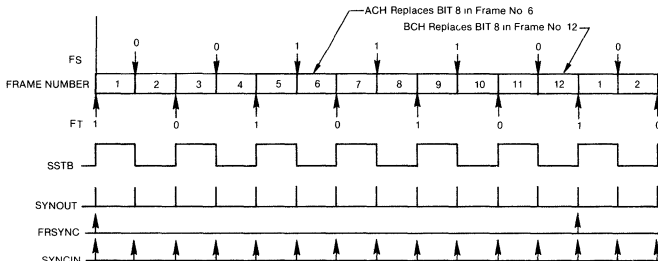 ACH Replaces BIT 8 in Frame No 6
BCH Replaces BIT 8 in Frame No 12
FS 0 0 1 1 1 0 0
FRAME NUMBER 1 2 3 4 5 6 7 8 9 10 11 12 1 2
FT 1 0 1 0 1 0 1 0
SSTB
SYNOUT
FRSYNC
SYNCIN